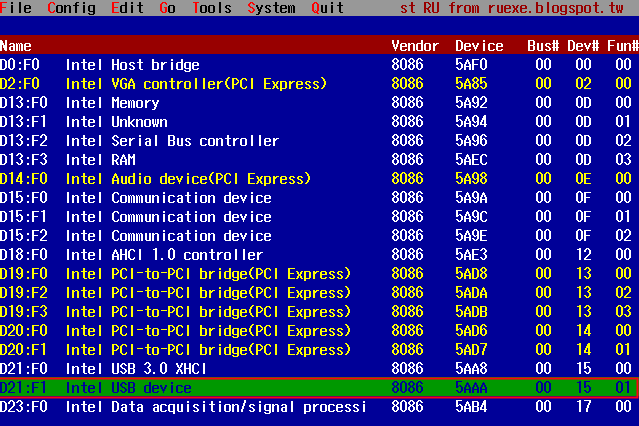 File Config Edit Go Tools System Quit st RU from ruexe.blogspot.tw
Name Vendor Device Bus# Dev# Fun#
D0:F0 Intel Host bridge 8086 5AF0 00 00 00
D2:F0 Intel VGA controller(PCI Express) 8086 5A85 00 02 00
D13:F0 Intel Memory 8086 5A92 00 0D 00
D13:F1 Intel Unknown 8086 5A94 00 0D 01
D13:F2 Intel Serial Bus controller 8086 5A96 00 0D 02
D13:F3 Intel RAM 8086 5AEC 00 0D 03
D14:F0 Intel Audio device(PCI Express) 8086 5A98 00 0E 00
D15:F0 Intel Communication device 8086 5A9A 00 0F 00
D15:F1 Intel Communication device 8086 5A9C 00 0F 01
D15:F2 Intel Communication device 8086 5A9E 00 0F 02
D18:F0 Intel AHCI 1.0 controller 8086 5AE3 00 12 00
D19:F0 Intel PCI-to-PCI bridge(PCI Express) 8086 5AD8 00 13 00
D19:F2 Intel PCI-to-PCI bridge(PCI Express) 8086 5ADA 00 13 02
D19:F3 Intel PCI-to-PCI bridge(PCI Express) 8086 5ADB 00 13 03
D20:F0 Intel PCI-to-PCI bridge(PCI Express) 8086 5AD6 00 14 00
D20:F1 Intel PCI-to-PCI bridge(PCI Express) 8086 5AD7 00 14 01
D21:F0 Intel USB 3.0 XHCI 8086 5AA8 00 15 00
D21:F1 Intel USB device 8086 5AAA 00 15 01
D23:F0 Intel Data acquisition/signal processi 8086 5AB4 00 17 00